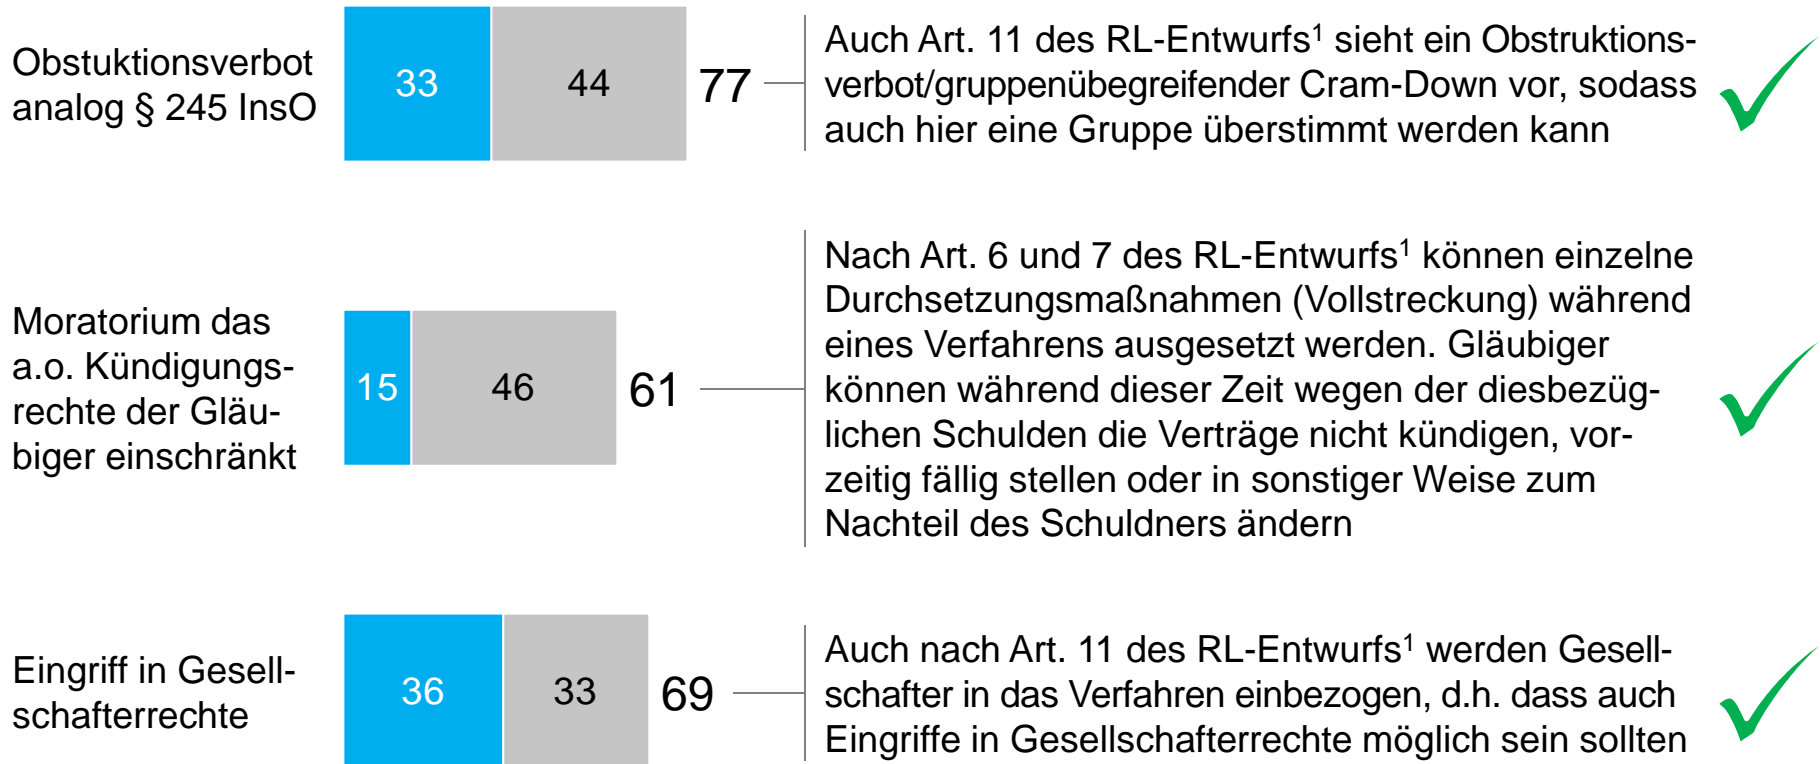 Obstuktionsverbot
analog § 245 InsO
33
44
77
Auch Art. 11 des RL-Entwurfs¹ sieht ein Obstruktions-
verbot/gruppenübegreifender Cram-Down vor, sodass
auch hier eine Gruppe überstimmt werden kann
Moratorium das
a.o. Kündigungs-
rechte der Gläu-
biger einschränkt
15
46
61
Nach Art. 6 und 7 des RL-Entwurfs¹ können einzelne
Durchsetzungsmaßnahmen (Vollstreckung) während
eines Verfahrens ausgesetzt werden. Gläubiger
können während dieser Zeit wegen der diesbezüg-
lichen Schulden die Verträge nicht kündigen, vor-
zeitig fällig stellen oder in sonstiger Weise zum
Nachteil des Schuldners ändern
Eingriff in Gesell-
schafterrechte
36
33
69
Auch nach Art. 11 des RL-Entwurfs¹ werden Gesell-
schafter in das Verfahren einbezogen, d.h. dass auch
Eingriffe in Gesellschafterrechte möglich sein sollten